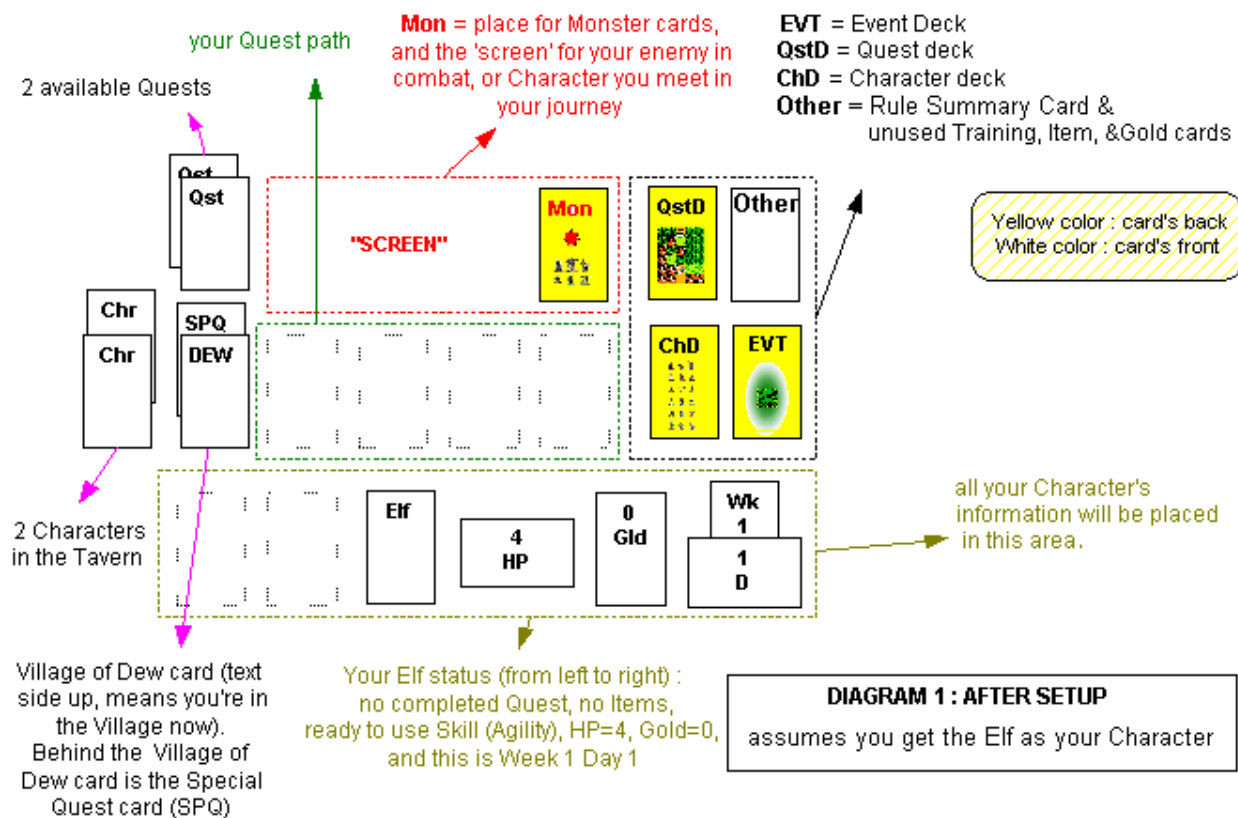 your Quest path
2 available Quests
Mon = place for Monster cards,
and the 'screen' for your enemy in
combat, or Character you meet in
your journey
EVT = Event Deck
QstD = Quest deck
ChD = Character deck
Other = Rule Summary Card &
unused Training, Item, &Gold cards
Qst
Qst
"SCREEN"
Mon
QstD
Other
Yellow color : card's back
White color : card's front
Chr
Chr
SPQ
DEW
ChD
EVT
2 Characters
in the Tavern
Elf
4
HP
0
Gld
Wk
1
1
D
all your Character's
information will be placed
in this area.
Village of Dew card (text
side up, means you're in
the Village now).
Behind the Village of
Dew card is the Special
Quest card (SPQ)
Your Elf status (from left to right) :
no completed Quest, no Items,
ready to use Skill (Agility), HP=4, Gold=0,
and this is Week 1 Day 1
DIAGRAM 1 : AFTER SETUP
assumes you get the Elf as your Character